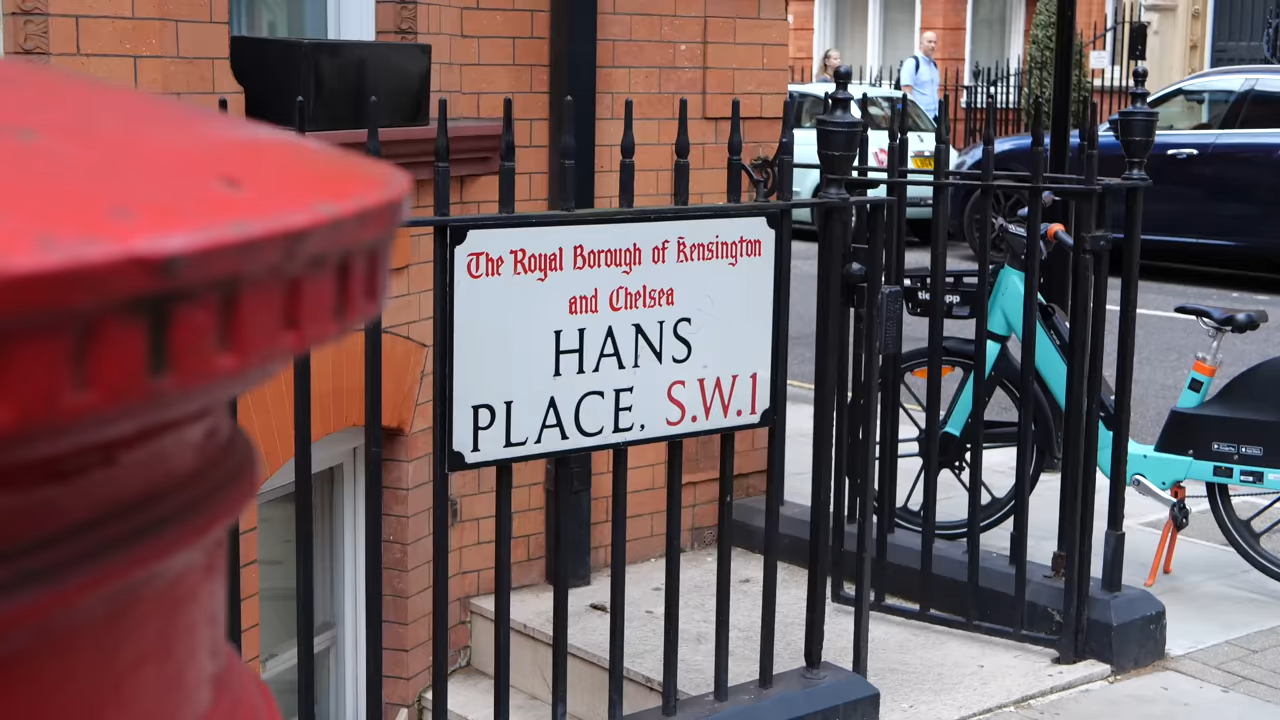 The Royal Borough of Kensington
and Chelsea
HANS
PLACE, S.W.1